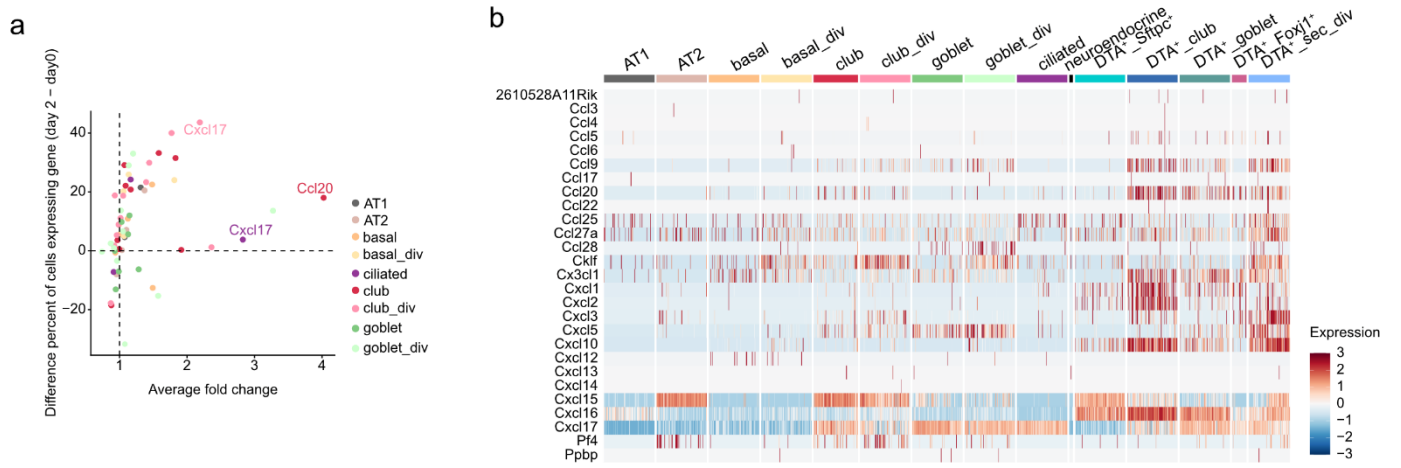 a
Difference percent of cells expressing gene (day 2 – day0)
40
20
0
−20
1
2
3
4
Average fold change
Cxcl17
Ccl20
Cxcl17
AT1
AT2
basal
basal_div
ciliated
club
club_div
goblet
goblet_div
b
AT1
AT2
basal
basal_div
club
club_div
goblet
goblet_div
ciliated
neuroendocrine
DTA⁺_Sftpc⁺
DTA⁺_club
DTA⁺_goblet
DTA⁺_Foxj1⁺
DTA⁺_sec_div
2610528A11Rik
Ccl3
Ccl4
Ccl5
Ccl6
Ccl9
Ccl17
Ccl20
Ccl22
Ccl25
Ccl27a
Ccl28
Cklf
Cx3cl1
Cxcl1
Cxcl2
Cxcl3
Cxcl5
Cxcl10
Cxcl12
Cxcl13
Cxcl14
Cxcl15
Cxcl16
Cxcl17
Pf4
Ppbp
Expression
3
2
1
0
−1
−2
−3